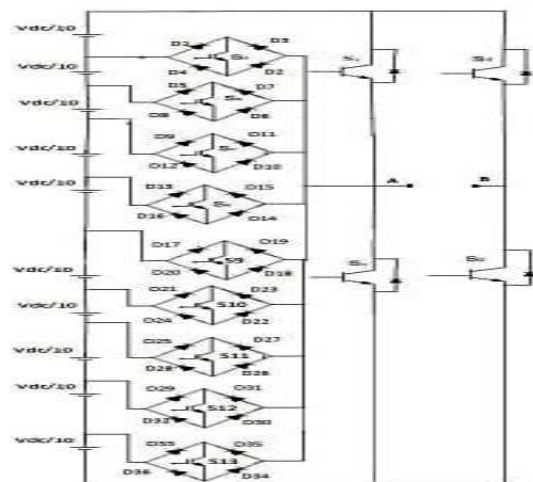 Vdc/10
D1 D3
Vdc/10
D4 D2
D5 D7
Vdc/10
D8 D6
D9 D11
Vdc/10
D12 D10
Vdc/10
D13 D15
A B
D16 D14
D17 D19
S9
Vdc/10
D20 D18
D21 D23
Vdc/10
S10
D24 D22
D25 D27
Vdc/10
S11
D28 D26
Vdc/10
D29 D31
S12
D32 D30
Vdc/10
D33 D35
S13
D36 D34